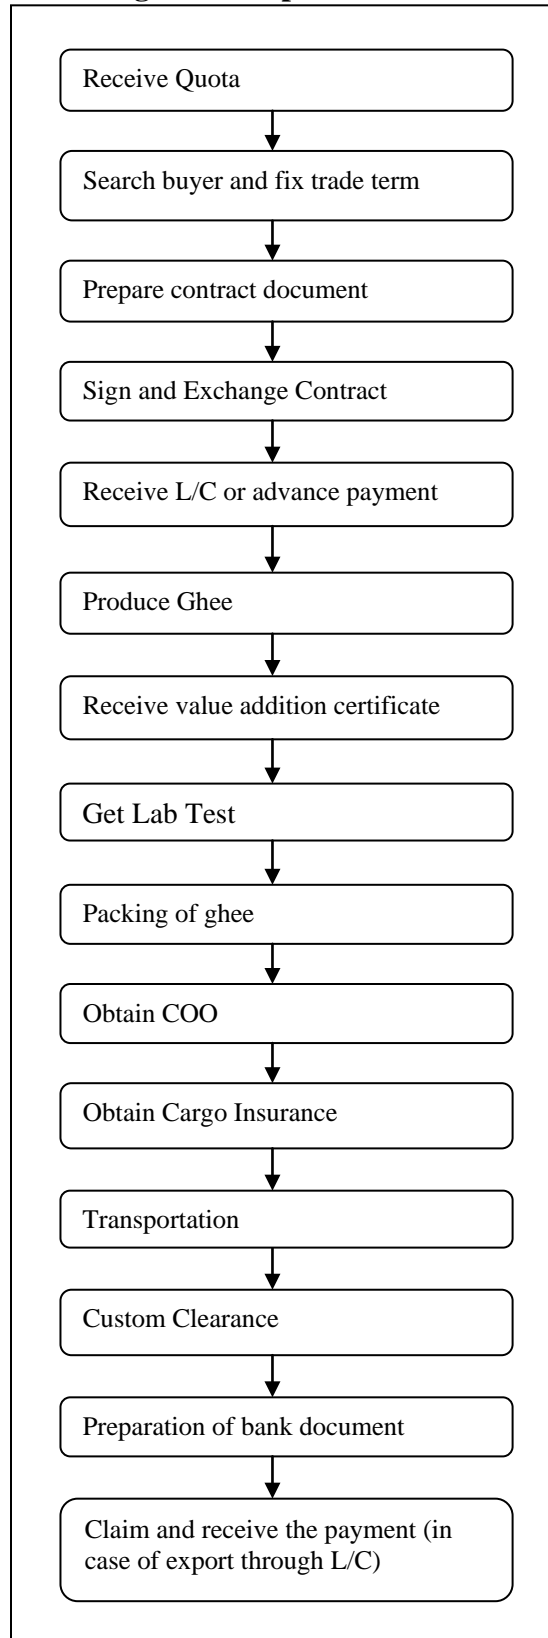 Receive Quota
Search buyer and fix trade term
Prepare contract document
Sign and Exchange Contract
Receive L/C or advance payment
Produce Ghee
Receive value addition certificate
Get Lab Test
Packing of ghee
Obtain COO
Obtain Cargo Insurance
Transportation
Custom Clearance
Preparation of bank document
Claim and receive the payment (in
case of export through L/C)